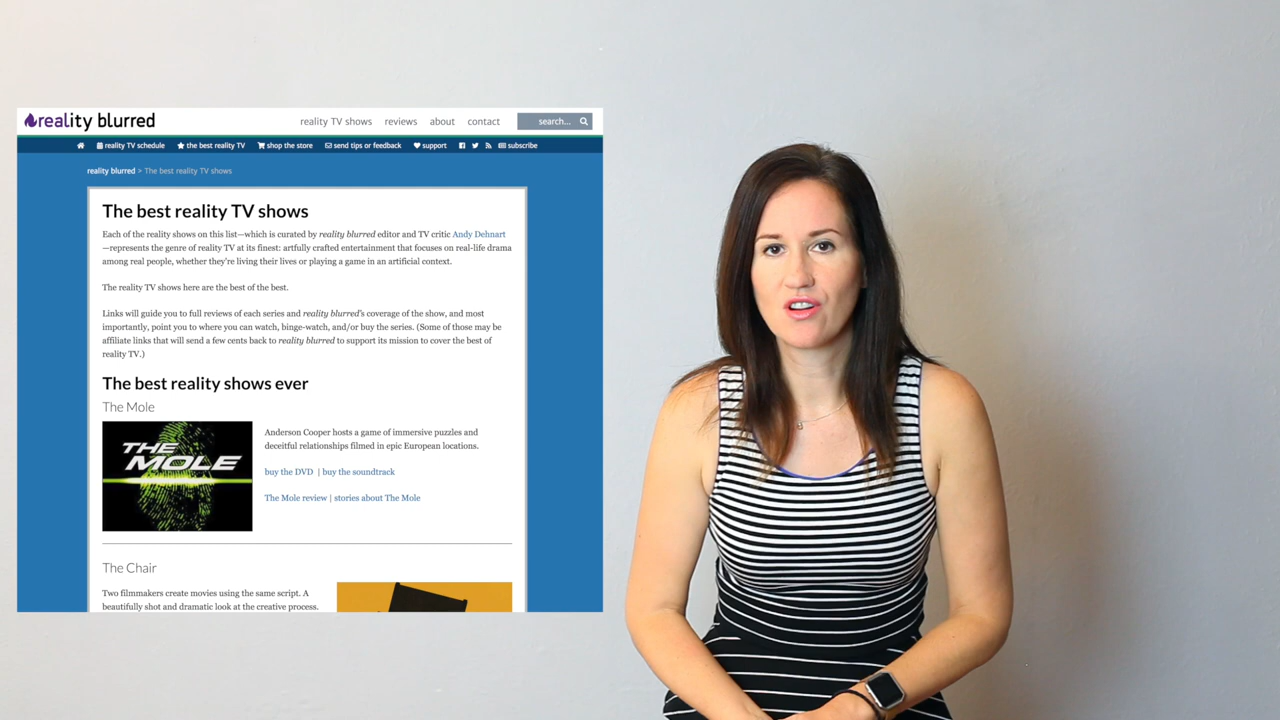 reality blurred
reality TV shows reviews about contact search...
reality TV schedule the best reality TV shop the store send tips or feedback support subscribe
reality blurred > The best reality TV shows
The best reality TV shows
Each of the reality shows on this list—which is curated by reality blurred editor and TV critic Andy Dehnart
—represents the genre of reality TV at its finest: artfully crafted entertainment that focuses on real-life drama
among real people, whether they're living their lives or playing a game in an artificial context.
The reality TV shows here are the best of the best.
Links will guide you to full reviews of each series and reality blurred's coverage of the show, and most
importantly, point you to where you can watch, binge-watch, and/or buy the series. (Some of those may be
affiliate links that will send a few cents back to reality blurred to support its mission to cover the best of
reality TV.)
The best reality shows ever
The Mole
THE
MOLE
Anderson Cooper hosts a game of immersive puzzles and
deceitful relationships filmed in epic European locations.
buy the DVD | buy the soundtrack
The Mole review | stories about The Mole
The Chair
Two filmmakers create movies using the same script. A
beautifully shot and dramatic look at the creative process.